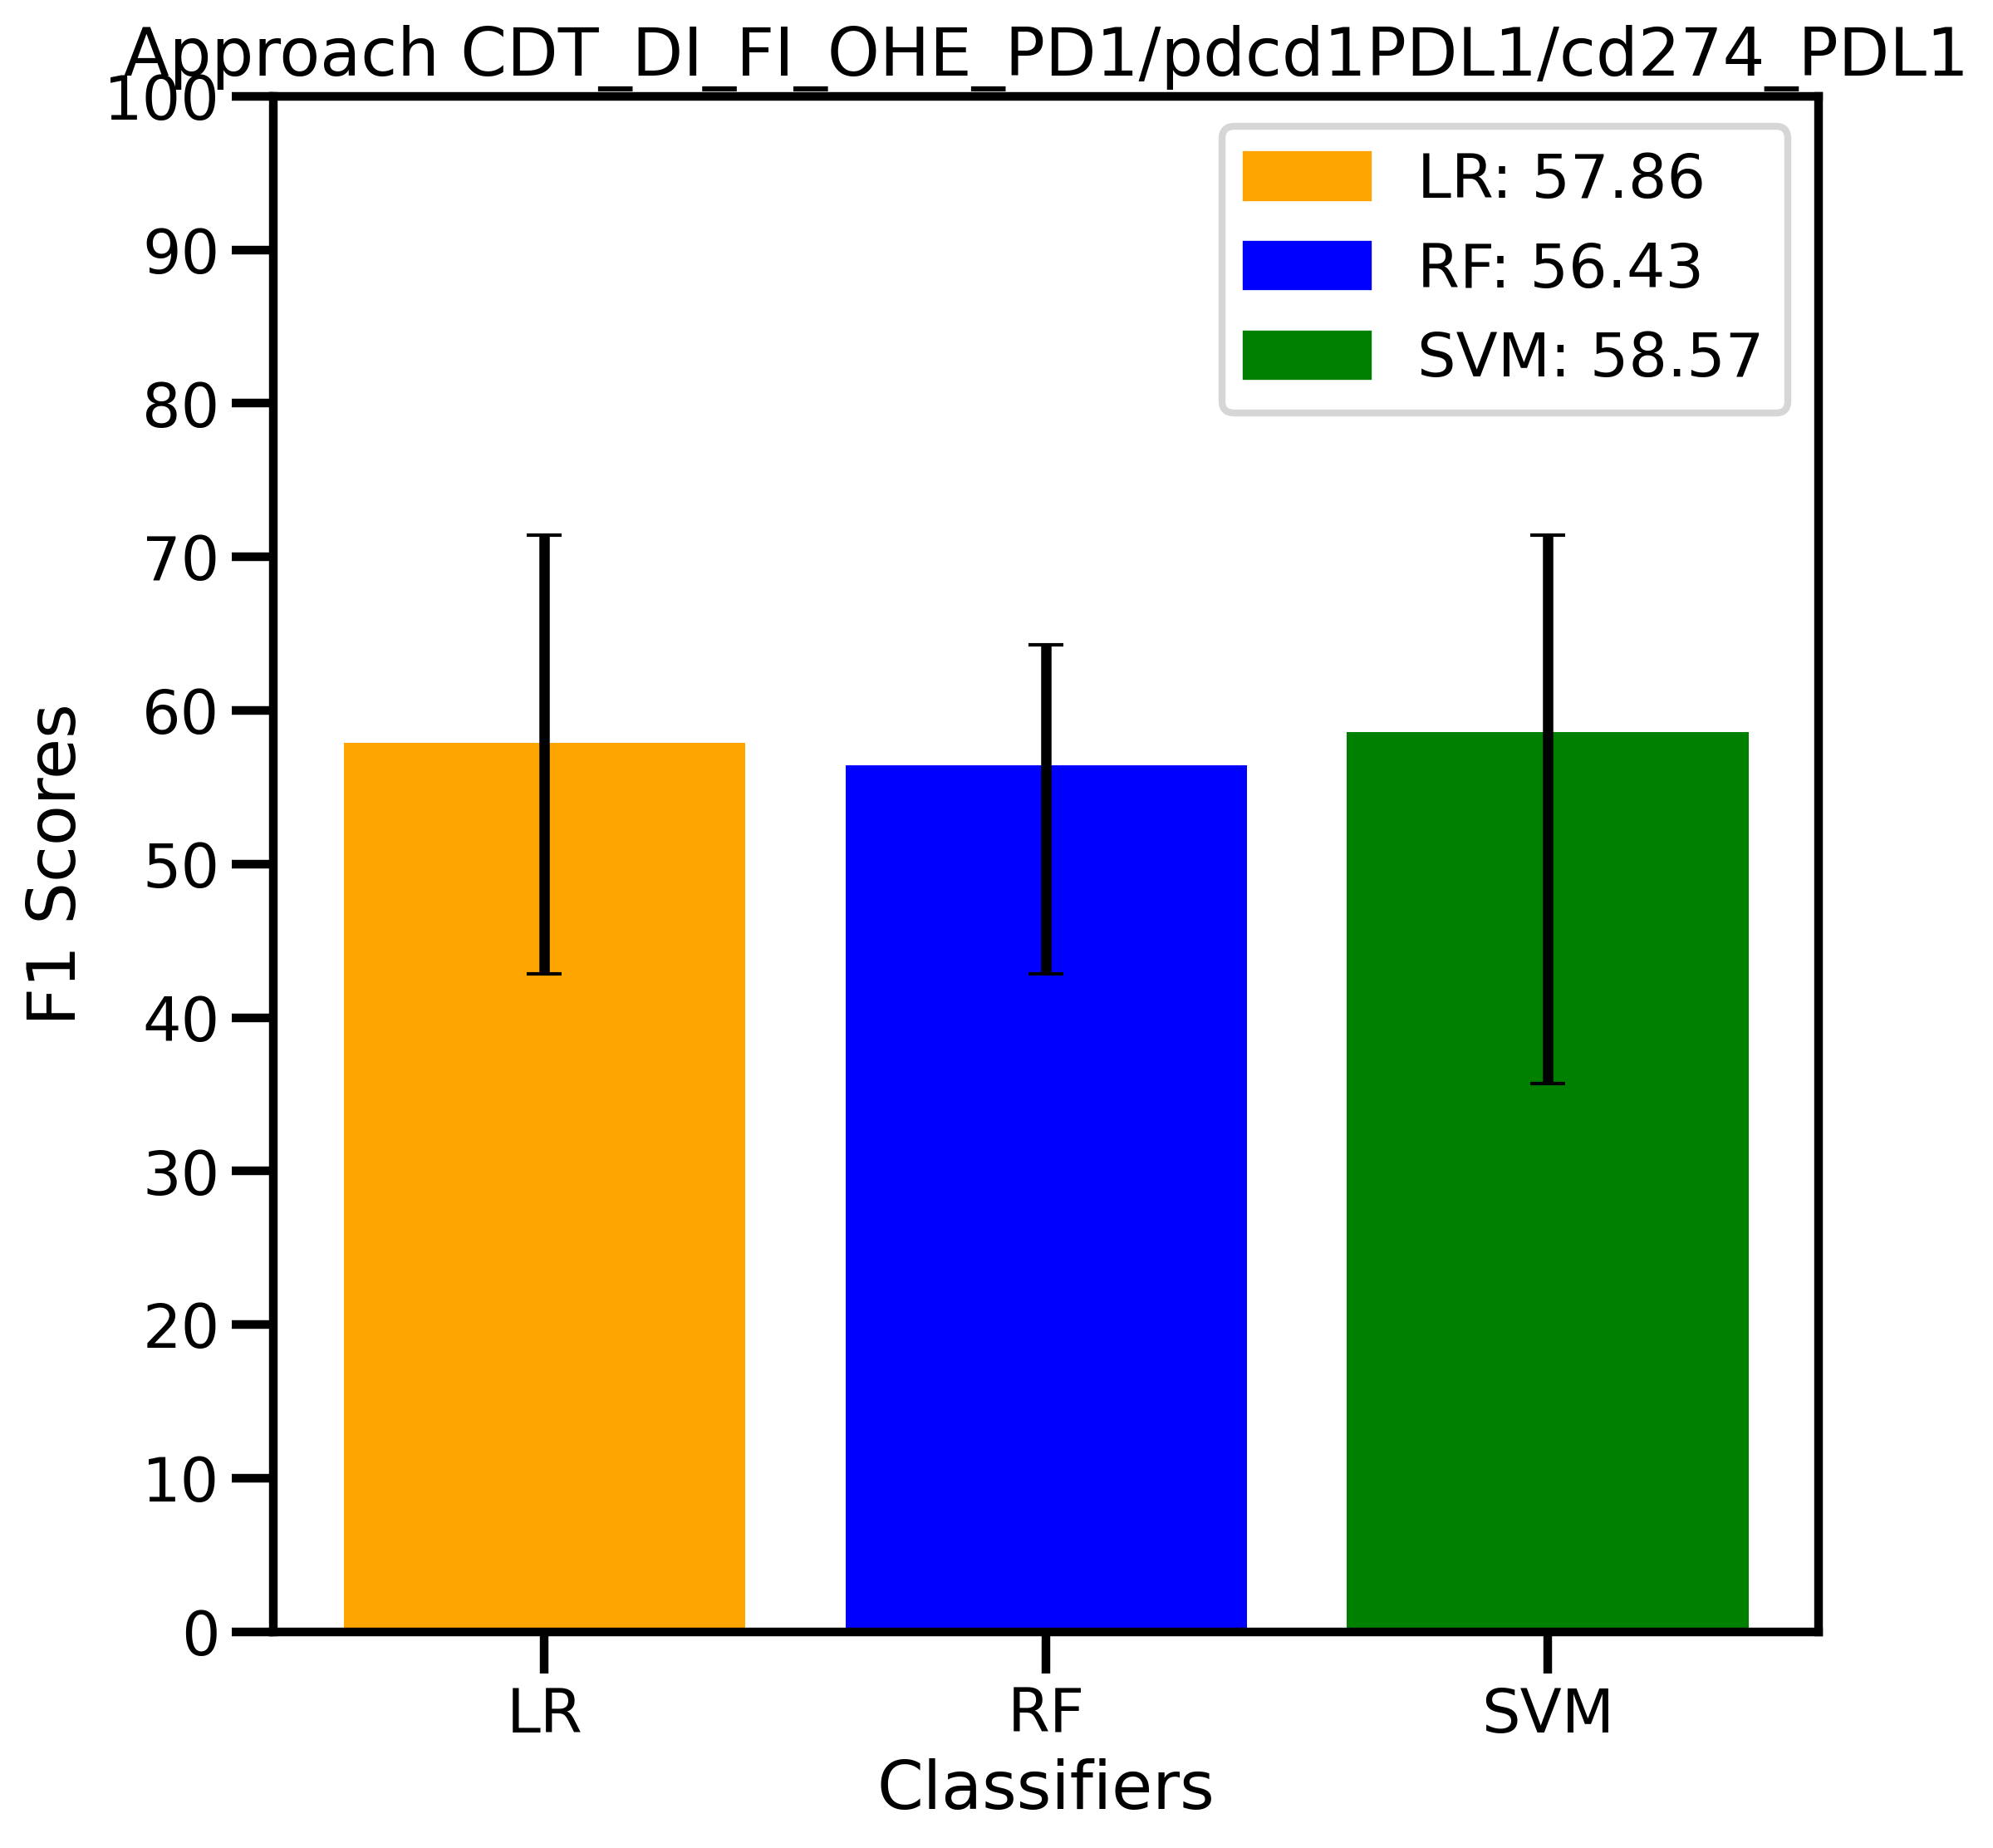 Approach CDT_DI_FI_OHE_PD1/pdcd1PDL1/cd274_PDL1
100
90
80
70
60
50
40
30
20
10
0
F1 Scores
LR: 57.86
RF: 56.43
SVM: 58.57
LR
RF
SVM
Classifiers